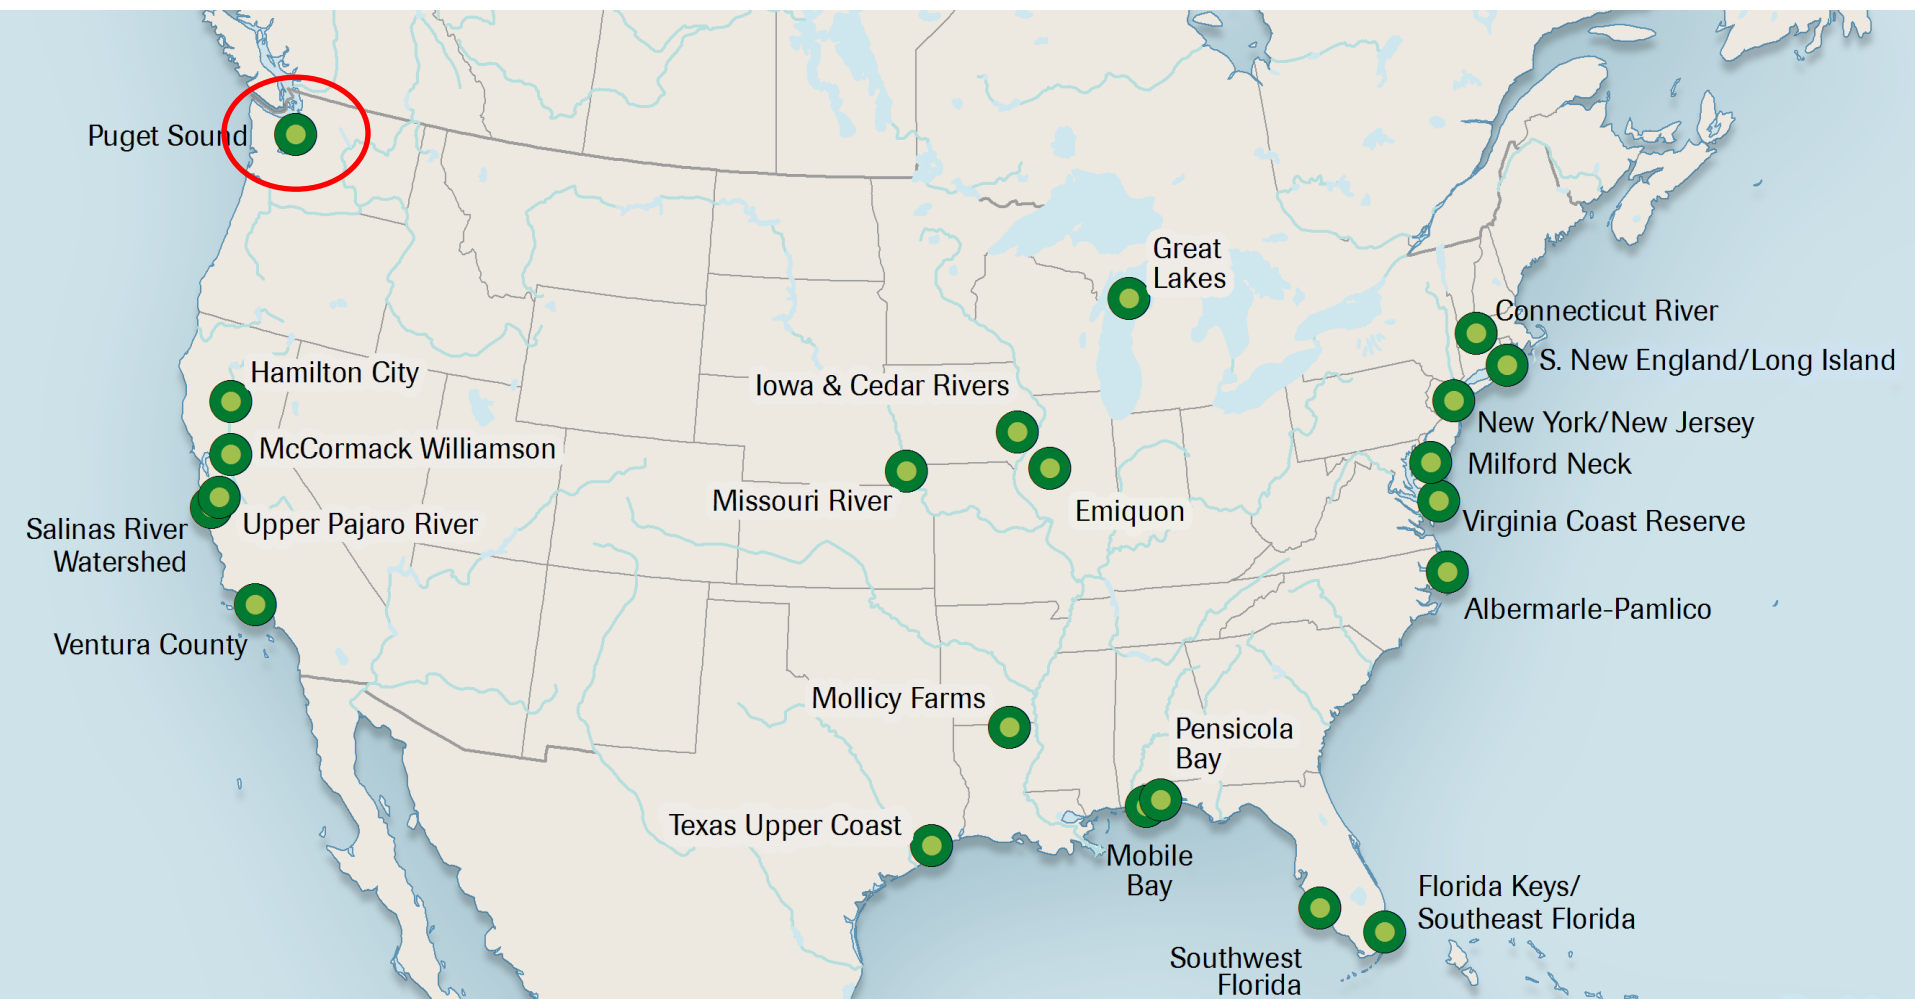 Puget Sound
Great
Lakes
Connecticut River
S. New England/Long Island
Hamilton City
Iowa & Cedar Rivers
New York/New Jersey
McCormack Williamson
Milford Neck
Missouri River
Emiquon
Virginia Coast Reserve
Salinas River
Watershed
Upper Pajaro River
Albermarle-Pamlico
Ventura County
Mollicy Farms
Pensicola
Bay
Texas Upper Coast
Mobile
Bay
Florida Keys/
Southeast Florida
Southwest
Florida